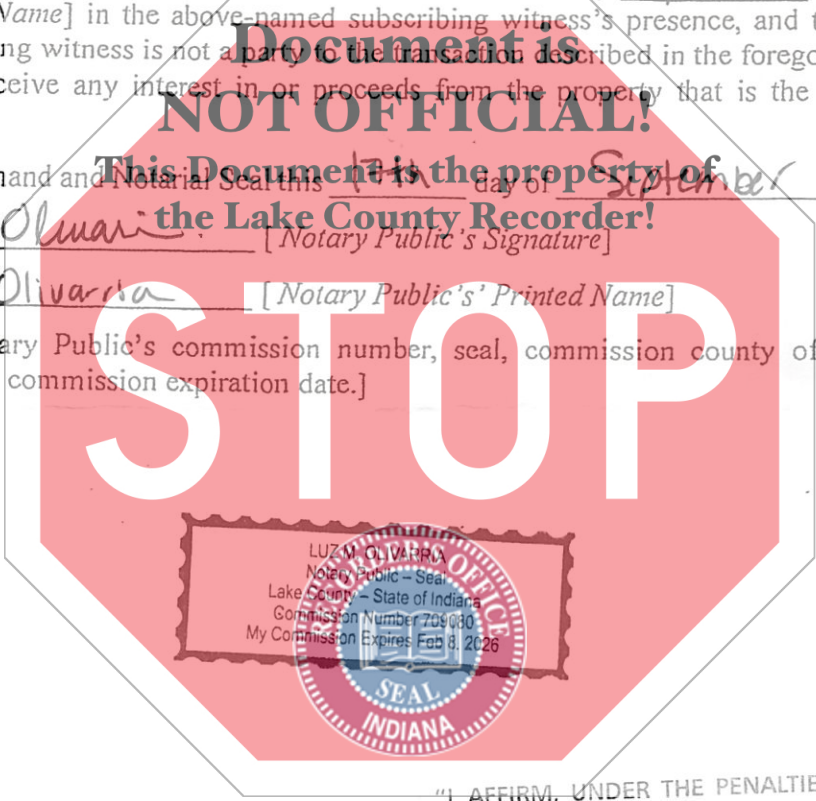 Name] in the above-named subscribing witness's presence, and t
ng witness is not a party to the transaction described in the forego
ceive any interest in or proceeds from the property that is the
Document is
NOT OFFICIAL!
This Document is the property of
the Lake County Recorder!
hand and Notarial Seal this 17th day of September
Olivarri [Notary Public's Signature]
Olivarria [Notary Public's' Printed Name]
ary Public's commission number, seal, commission county of
commission expiration date.]
STOP
LUZ M OLIVARRIA
Notary Public – Seal
Lake County – State of Indiana
Commission Number 709080
My Commission Expires Feb 8, 2026
RECORDER'S OFFICE
SEAL
INDIANA
"I AFFIRM, UNDER THE PENALTIE